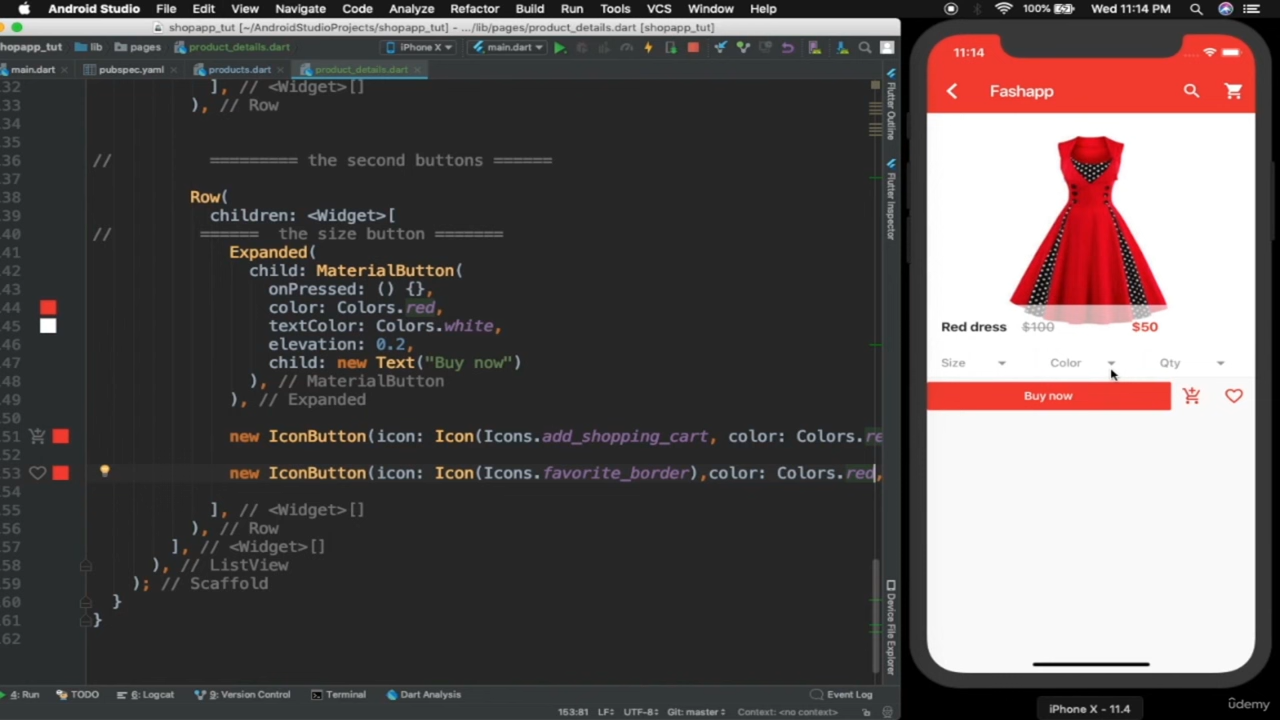 Android Studio File Edit View Navigate Code Analyze Refactor Build Run Tools VCS Window Help 100% Wed 11:14 PM
shopapp_tut [~/AndroidStudioProjects/shopapp_tut] - .../lib/pages/product_details.dart [shopapp_tut]
hopapp_tut lib pages product_details.dart iPhone X main.dart
main.dart pubspec.yaml products.dart product_details.dart
32 ], // <Widget>[]
33 ), // Row
34
35
36 // ========= the second buttons ======
37
38 Row(
39 children: <Widget>[
40 // ====== the size button =======
41 Expanded(
42 child: MaterialButton(
43 onPressed: () {},
44 color: Colors.red,
45 textColor: Colors.white,
46 elevation: 0.2,
47 child: new Text("Buy now")
48 ), // MaterialButton
49 ), // Expanded
50
51 new IconButton(icon: Icon(Icons.add_shopping_cart, color: Colors.re
52
53 new IconButton(icon: Icon(Icons.favorite_border),color: Colors.red,
54
55 ], // <Widget>[]
56 ), // Row
57 ], // <Widget>[]
58 ), // ListView
59 ); // Scaffold
60 }
61 }
62
Flutter Outline
Flutter Inspector
Device File Explorer
4: Run TODO 6: Logcat 9: Version Control Terminal Dart Analysis Event Log
153:81 LF÷ UTF-8÷ Git: master÷ Context: <no context>
11:14
Fashapp
Red dress $100 $50
Size Color Qty
Buy now
iPhone X - 11.4
ûdemy